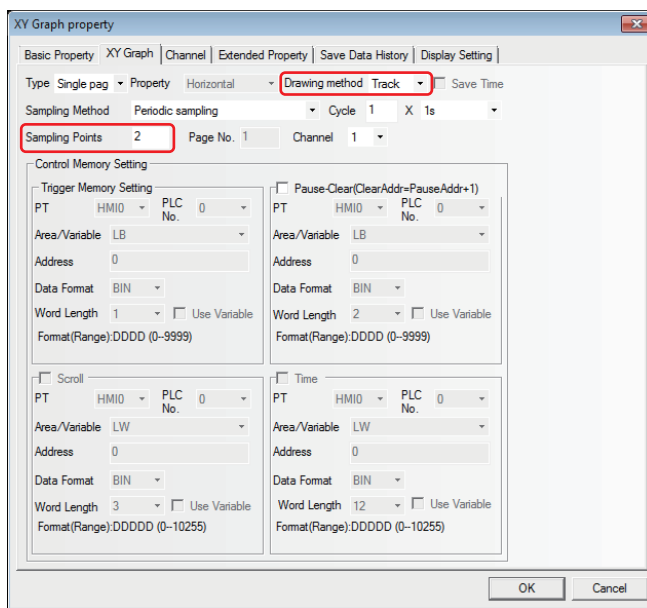 XY Graph property
Basic Property XY Graph Channel Extended Property Save Data History Display Setting
Type Single pag Property Horizontal Drawing method Track Save Time
Sampling Method Periodic sampling Cycle 1 X 1s
Sampling Points 2 Page No. 1 Channel 1
Control Memory Setting
Trigger Memory Setting
PT HMI0 PLC No. 0
Area/Variable LB
Address 0
Data Format BIN
Word Length 1 Use Variable
Format(Range):DDDD (0--9999)
Pause-Clear(ClearAddr=PauseAddr+1)
PT HMI0 PLC No. 0
Area/Variable LB
Address 0
Data Format BIN
Word Length 2 Use Variable
Format(Range):DDDD (0--9999)
Scroll
PT HMI0 PLC No. 0
Area/Variable LW
Address 0
Data Format BIN
Word Length 3 Use Variable
Format(Range):DDDDD (0--10255)
Time
PT HMI0 PLC No. 0
Area/Variable LW
Address 0
Data Format BIN
Word Length 12 Use Variable
Format(Range):DDDDD (0--10255)
OK Cancel